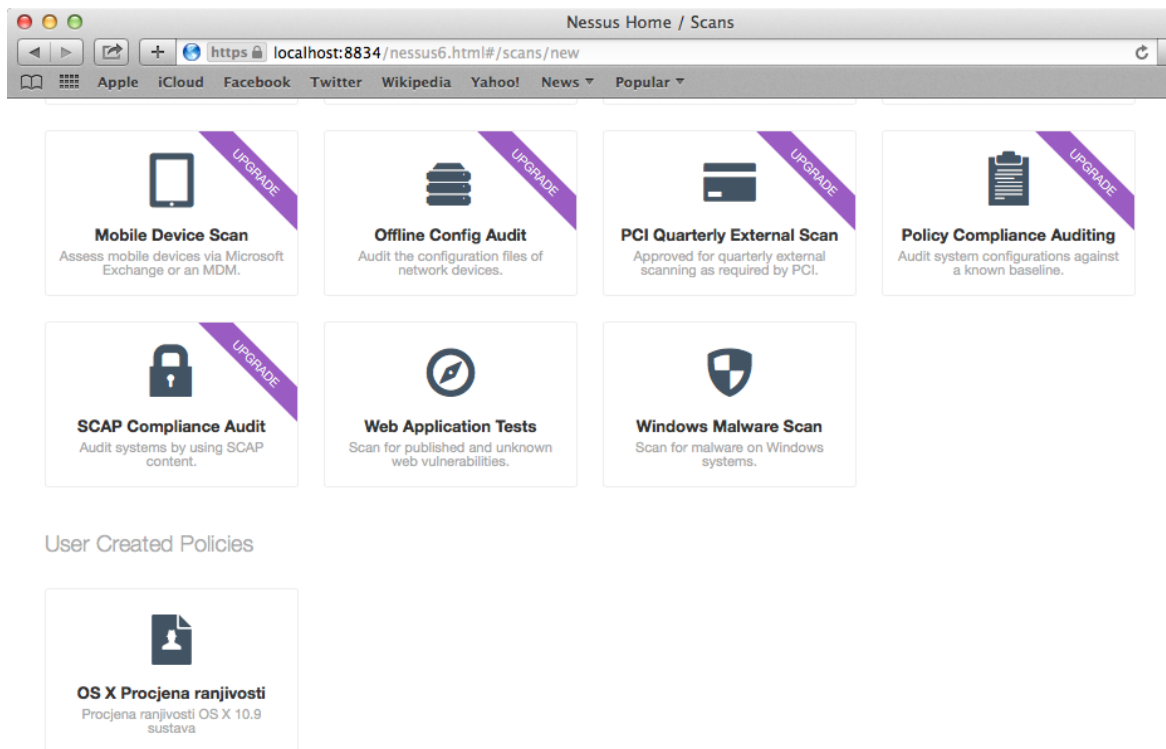 Nessus Home / Scans
https localhost:8834/nessus6.html#/scans/new
Apple iCloud Facebook Twitter Wikipedia Yahoo! News Popular
UPGRADE UPGRADE UPGRADE UPGRADE
Mobile Device Scan
Assess mobile devices via Microsoft
Exchange or an MDM.
Offline Config Audit
Audit the configuration files of
network devices.
PCI Quarterly External Scan
Approved for quarterly external
scanning as required by PCI.
Policy Compliance Auditing
Audit system configurations against
a known baseline.
UPGRADE
SCAP Compliance Audit
Audit systems by using SCAP
content.
Web Application Tests
Scan for published and unknown
web vulnerabilities.
Windows Malware Scan
Scan for malware on Windows
systems.
User Created Policies
OS X Procjena ranjivosti
Procjena ranjivosti OS X 10.9
sustava